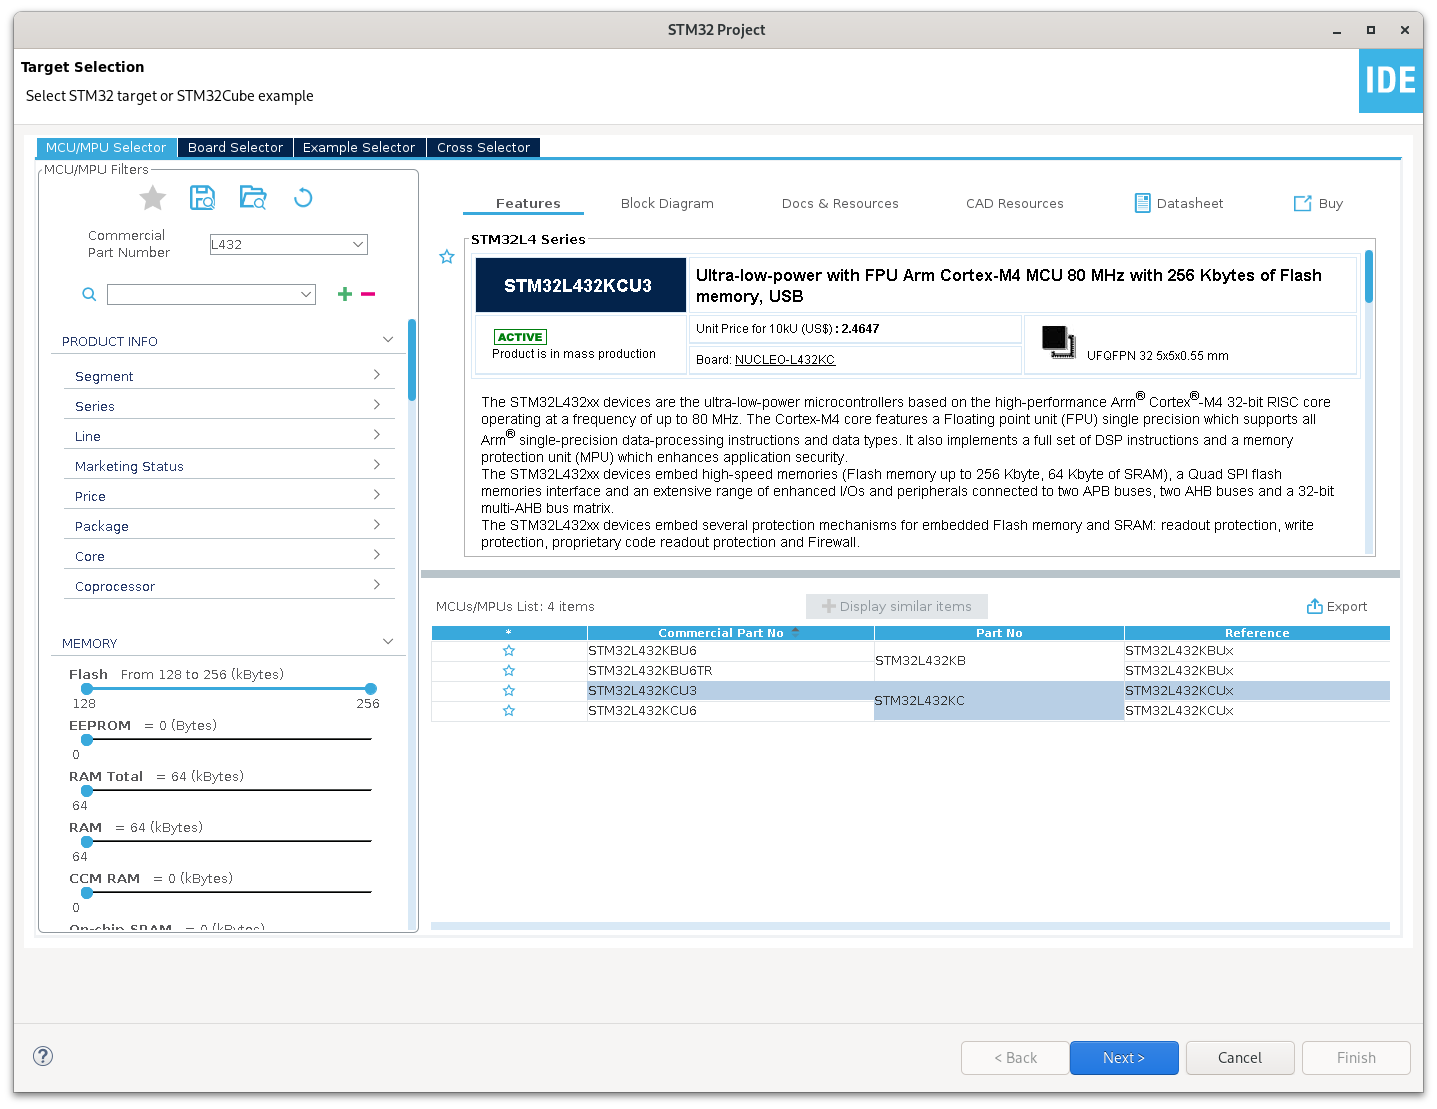 STM32 Project
Target Selection
Select STM32 target or STM32Cube example
IDE
MCU/MPU Selector
Board Selector
Example Selector
Cross Selector
MCU/MPU Filters
Commercial
Part Number
L432
PRODUCT INFO
Segment
Series
Line
Marketing Status
Price
Package
Core
Coprocessor
MEMORY
Flash From 128 to 256 (kBytes)
128 256
EEPROM = 0 (Bytes)
0
RAM Total = 64 (kBytes)
64
RAM = 64 (kBytes)
64
CCM RAM = 0 (kBytes)
0
On-chip SRAM = 0 (kBytes)
Features
Block Diagram
Docs & Resources
CAD Resources
Datasheet
Buy
STM32L4 Series
STM32L432KCU3
Ultra-low-power with FPU Arm Cortex-M4 MCU 80 MHz with 256 Kbytes of Flash
memory, USB
ACTIVE
Product is in mass production
Unit Price for 10kU (US$) : 2.4647
Board: NUCLEO-L432KC
UFQFPN 32 5x5x0.55 mm
The STM32L432xx devices are the ultra-low-power microcontrollers based on the high-performance Arm® Cortex®-M4 32-bit RISC core
operating at a frequency of up to 80 MHz. The Cortex-M4 core features a Floating point unit (FPU) single precision which supports all
Arm® single-precision data-processing instructions and data types. It also implements a full set of DSP instructions and a memory
protection unit (MPU) which enhances application security.
The STM32L432xx devices embed high-speed memories (Flash memory up to 256 Kbyte, 64 Kbyte of SRAM), a Quad SPI flash
memories interface and an extensive range of enhanced I/Os and peripherals connected to two APB buses, two AHB buses and a 32-bit
multi-AHB bus matrix.
The STM32L432xx devices embed several protection mechanisms for embedded Flash memory and SRAM: readout protection, write
protection, proprietary code readout protection and Firewall.
MCUs/MPUs List: 4 items
Display similar items
Export
* Commercial Part No Part No Reference
STM32L432KBU6 STM32L432KB STM32L432KBUx
STM32L432KBU6TR STM32L432KBUx
STM32L432KCU3 STM32L432KC STM32L432KCUx
STM32L432KCU6 STM32L432KCUx
?
< Back
Next >
Cancel
Finish